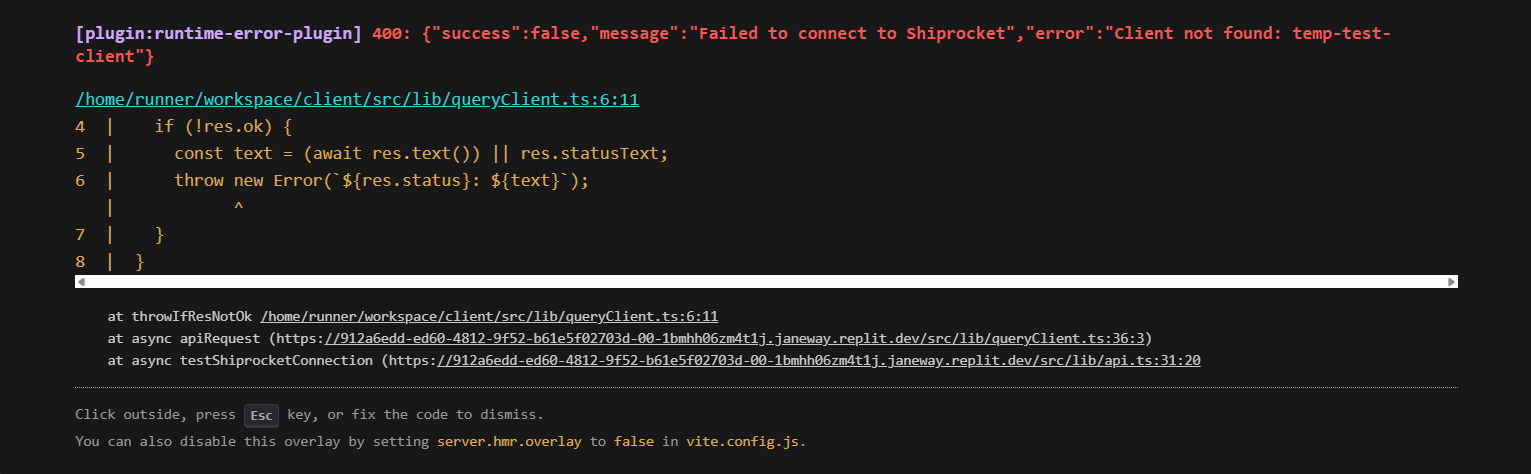 [plugin:runtime-error-plugin] 400: {"success":false,"message":"Failed to connect to Shiprocket","error":"Client not found: temp-test-
client"}
/home/runner/workspace/client/src/lib/queryClient.ts:6:11
4  |    if (!res.ok) {
5  |      const text = (await res.text()) || res.statusText;
6  |      throw new Error(`${res.status}: ${text}`);
   |            ^
7  |    }
8  |  }
at throwIfResNotOk /home/runner/workspace/client/src/lib/queryClient.ts:6:11
at async apiRequest (https://912a6edd-ed60-4812-9f52-b61e5f02703d-00-1bmhh06zm4t1j.janeway.replit.dev/src/lib/queryClient.ts:36:3)
at async testShiprocketConnection (https://912a6edd-ed60-4812-9f52-b61e5f02703d-00-1bmhh06zm4t1j.janeway.replit.dev/src/lib/api.ts:31:20
Click outside, press Esc key, or fix the code to dismiss.
You can also disable this overlay by setting server.hmr.overlay to false in vite.config.js.